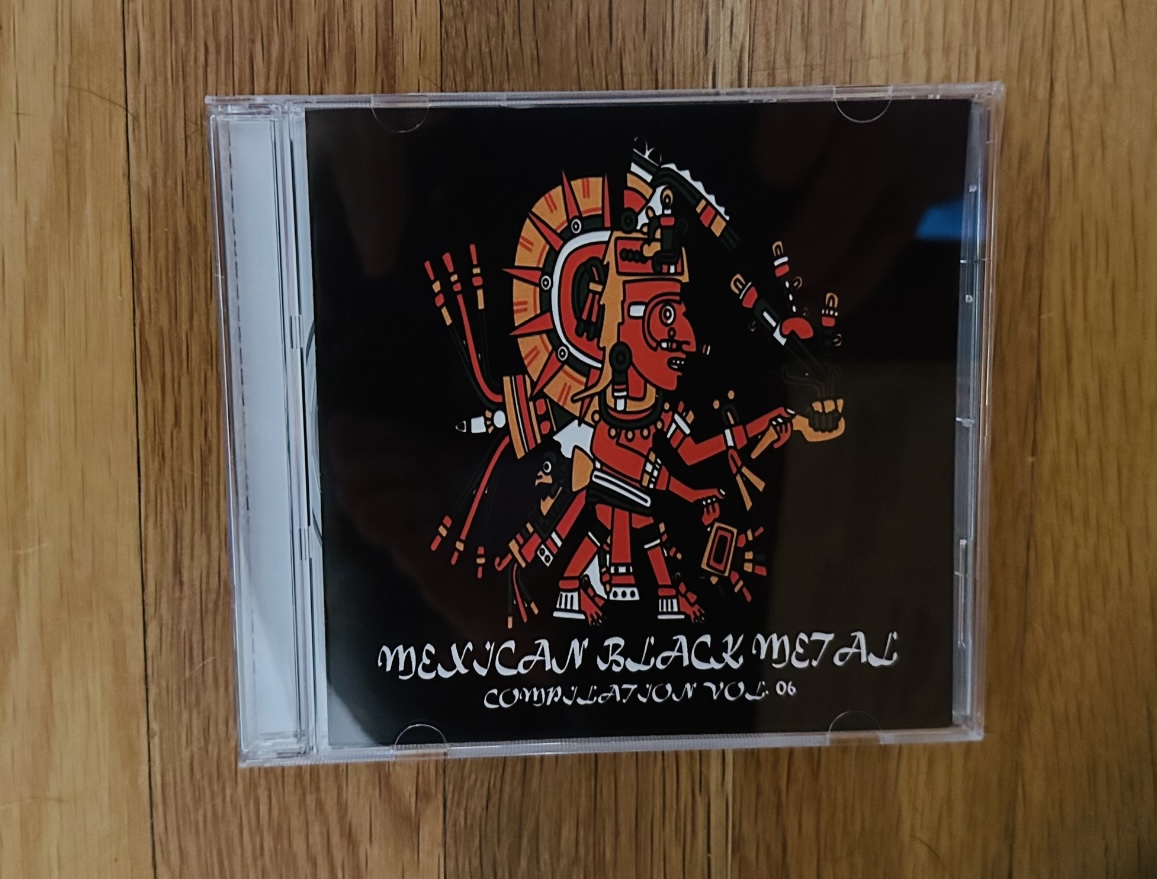 MEXICAN BLACK METAL
COMPILATION VOL. 06